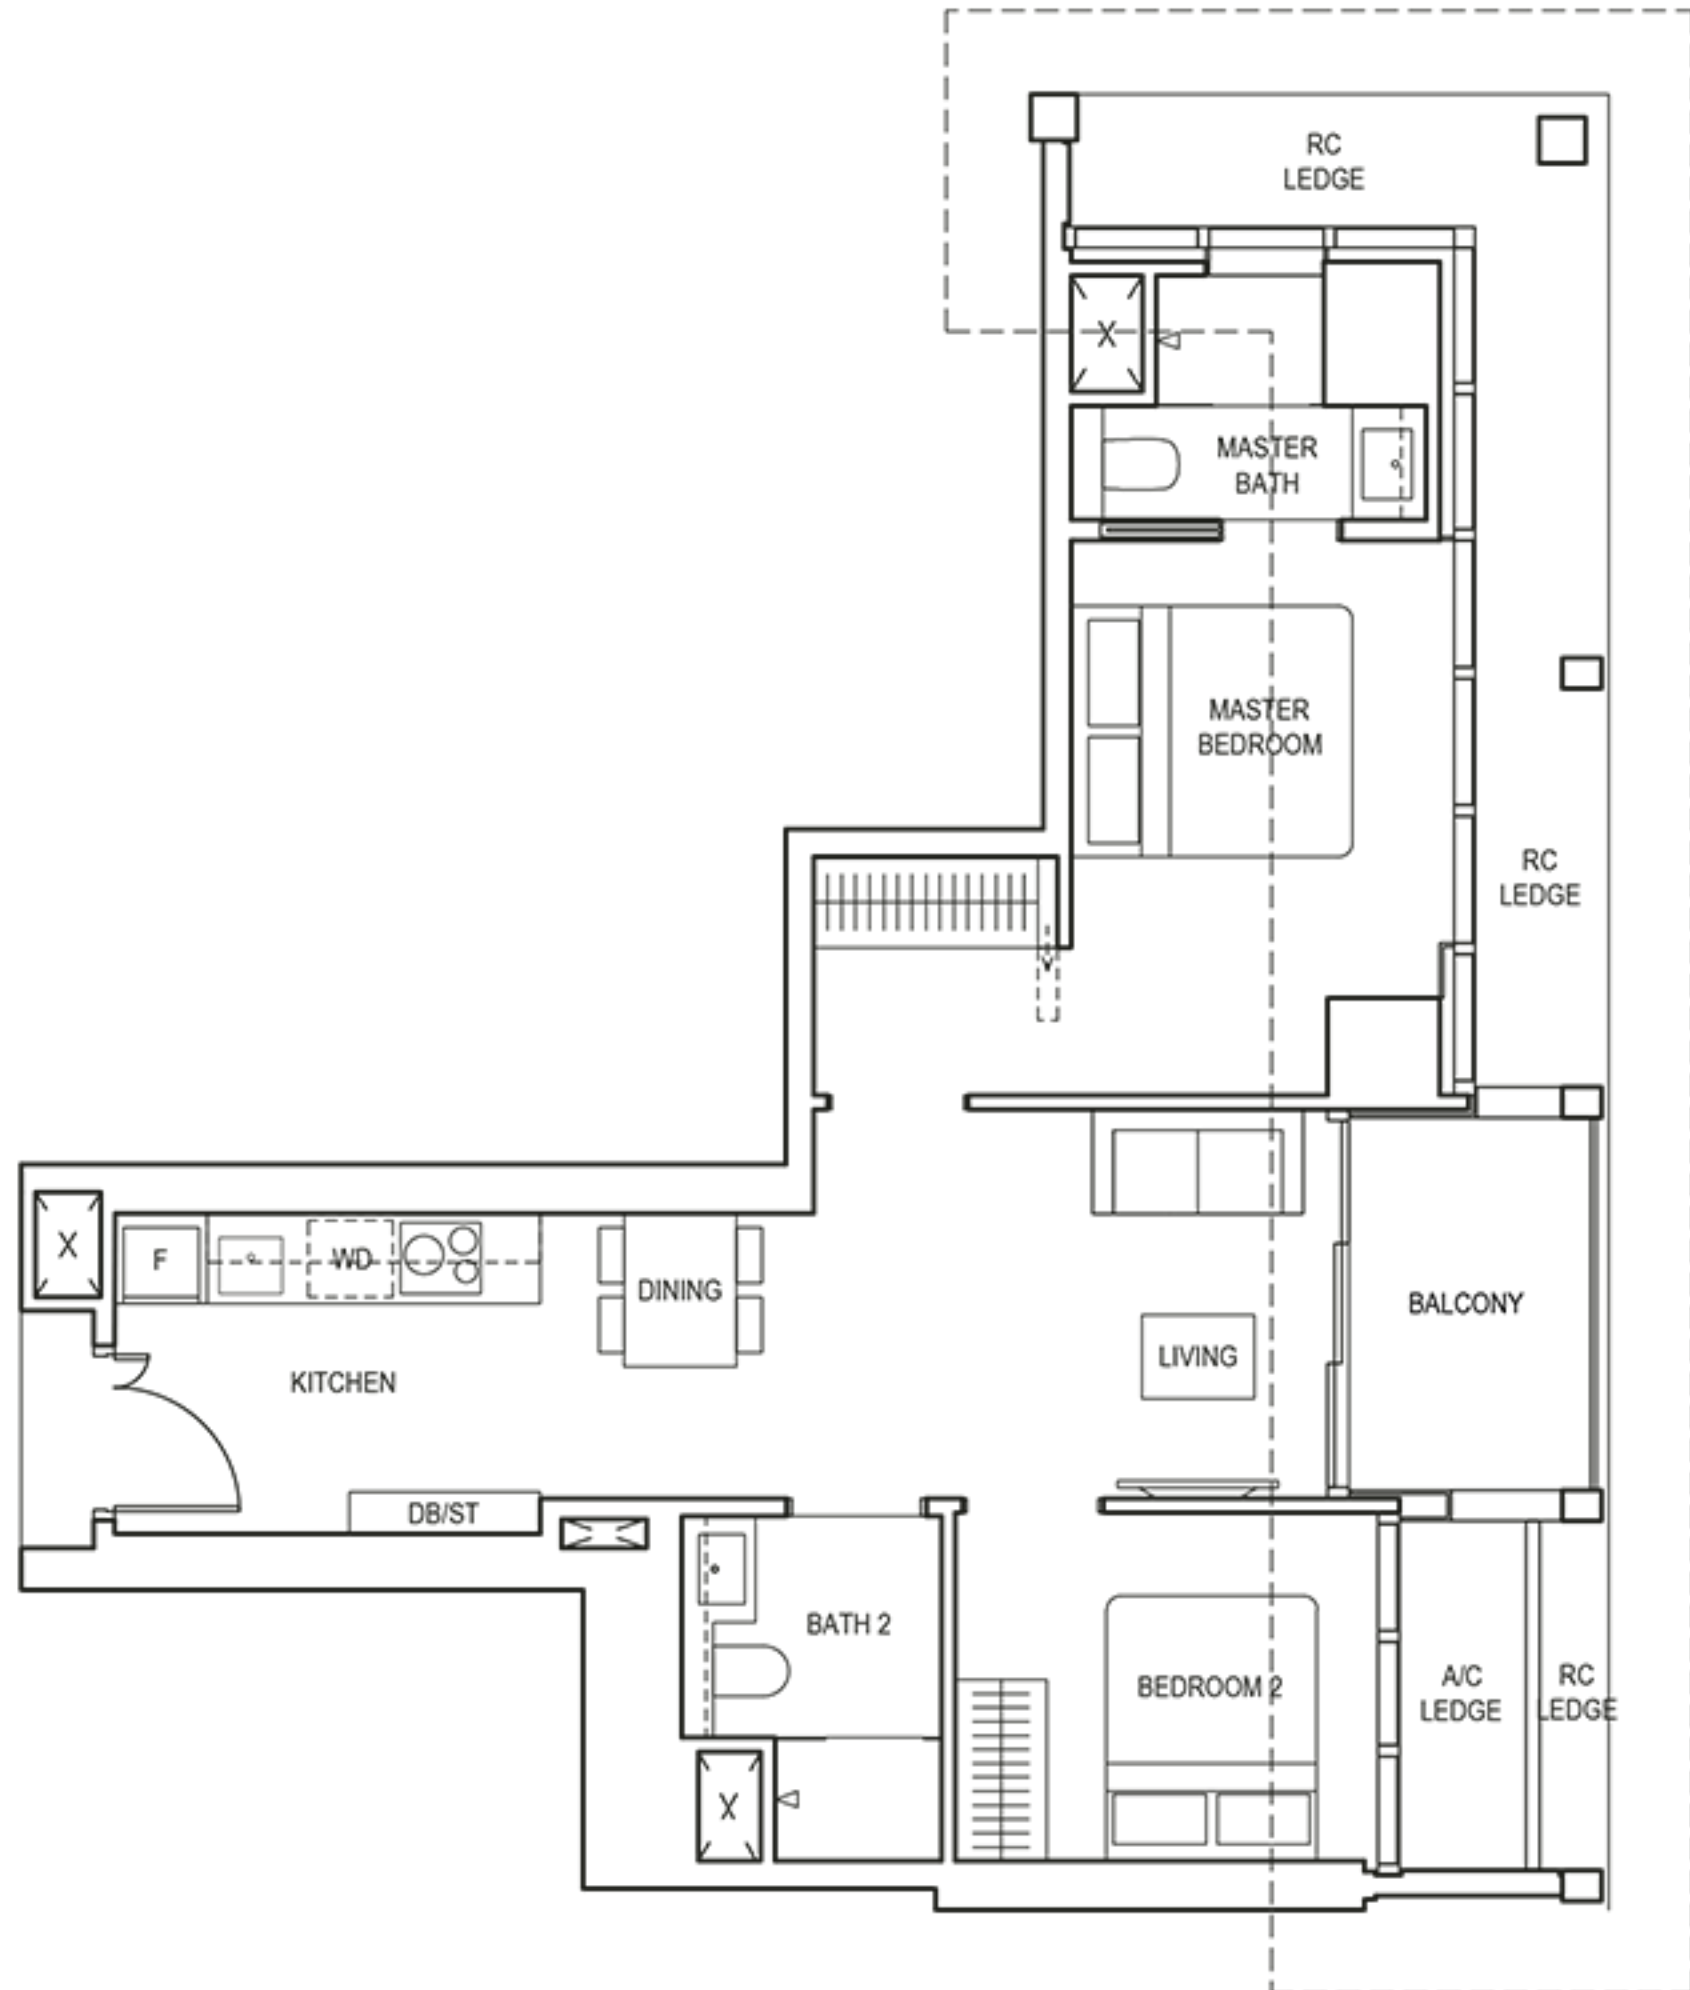 RC
LEDGE
X
MASTER
BATH
MASTER
BEDROOM
RC
LEDGE
X
F
WD
DINING
KITCHEN
LIVING
BALCONY
DB/ST
BATH 2
BEDROOM 2
A/C
LEDGE
RC
LEDGE
X